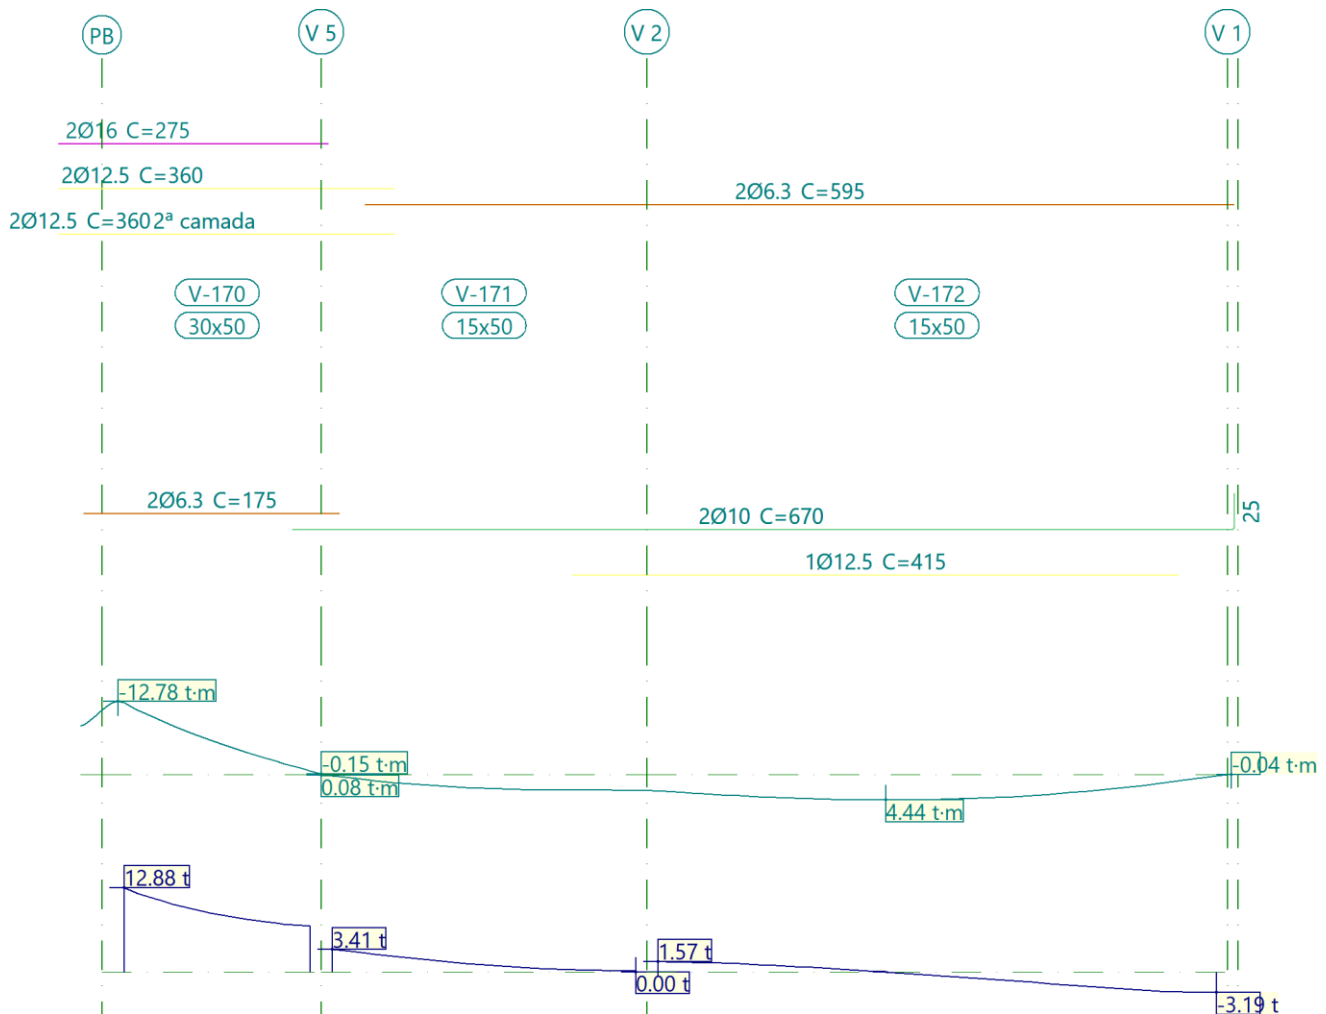 PB
V 5
V 2
V 1
2Ø16 C=275
2Ø12.5 C=360
2Ø6.3 C=595
2Ø12.5 C=360 2ª camada
V-170
V-171
V-172
30x50
15x50
15x50
2Ø6.3 C=175
2Ø10 C=670
25
1Ø12.5 C=415
-12.78 t·m
-0.15 t·m
-0.04 t·m
0.08 t·m
4.44 t·m
12.88 t
3.41 t
1.57 t
0.00 t
-3.19 t